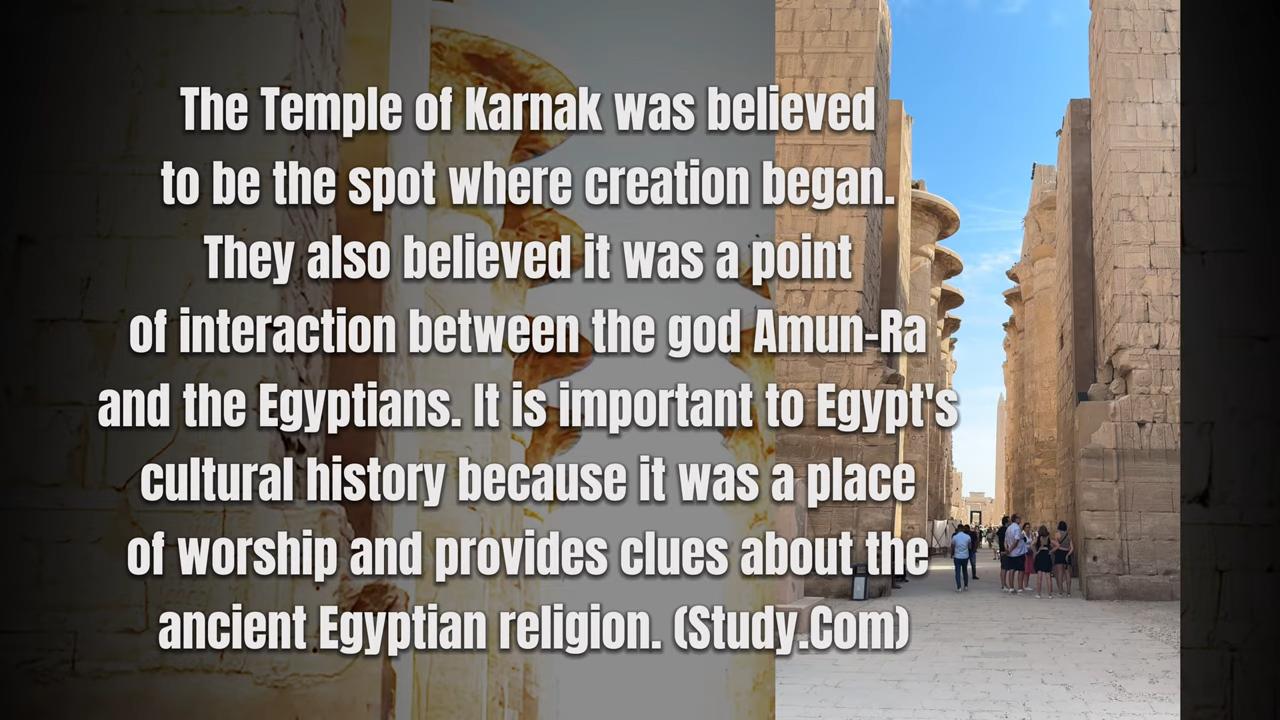 The Temple of Karnak was believed
to be the spot where creation began.
They also believed it was a point
of interaction between the god Amun-Ra
and the Egyptians. It is important to Egypt's
cultural history because it was a place
of worship and provides clues about the
ancient Egyptian religion. (Study.Com)